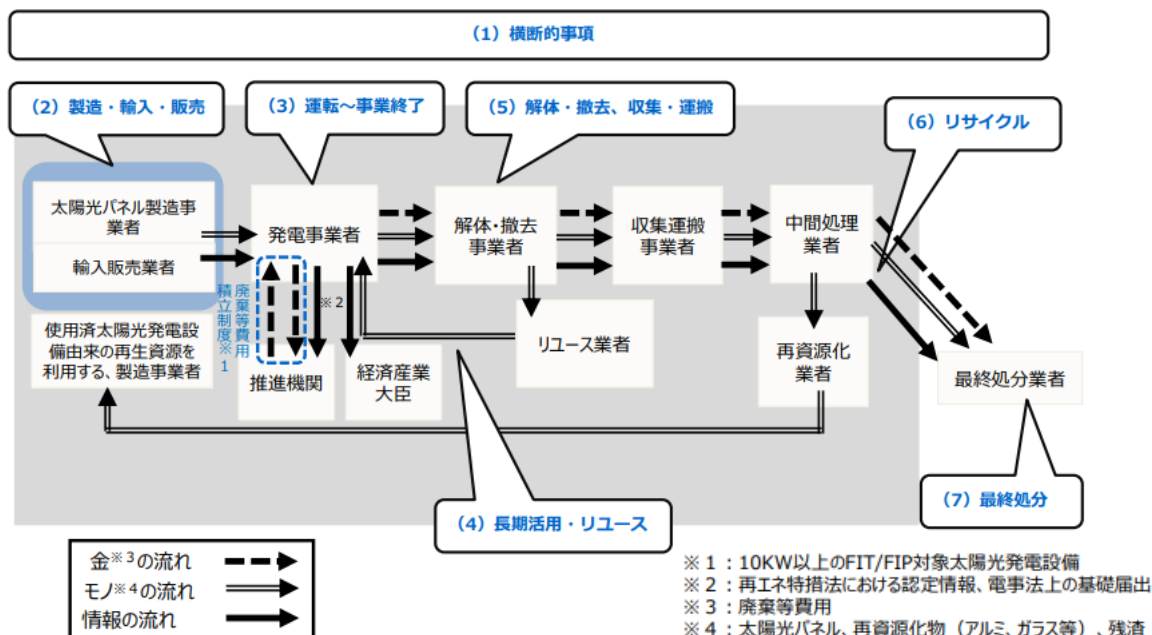 (1)横断的事項
(2)製造・輸入・販売
(3)運転~事業終了
(5)解体・撤去、収集・運搬
(6)リサイクル
太陽光パネル製造事
業者
輸入販売業者
発電事業者
解体・撤去
事業者
収集運搬
事業者
中間処理
業者
廃棄等費用
積立制度※1
※2
使用済太陽光発電設
備由来の再生資源を
利用する、製造事業者
推進機関
経済産業
大臣
リユース業者
再資源化
業者
最終処分業者
(4)長期活用・リユース
(7)最終処分
金※3の流れ
モノ※4の流れ
情報の流れ
※1:10KW以上のFIT/FIP対象太陽光発電設備
※2:再エネ特措法における認定情報、電事法上の基礎届出
※3:廃棄等費用
※4:太陽光パネル、再資源化物(アルミ、ガラス等)、残渣